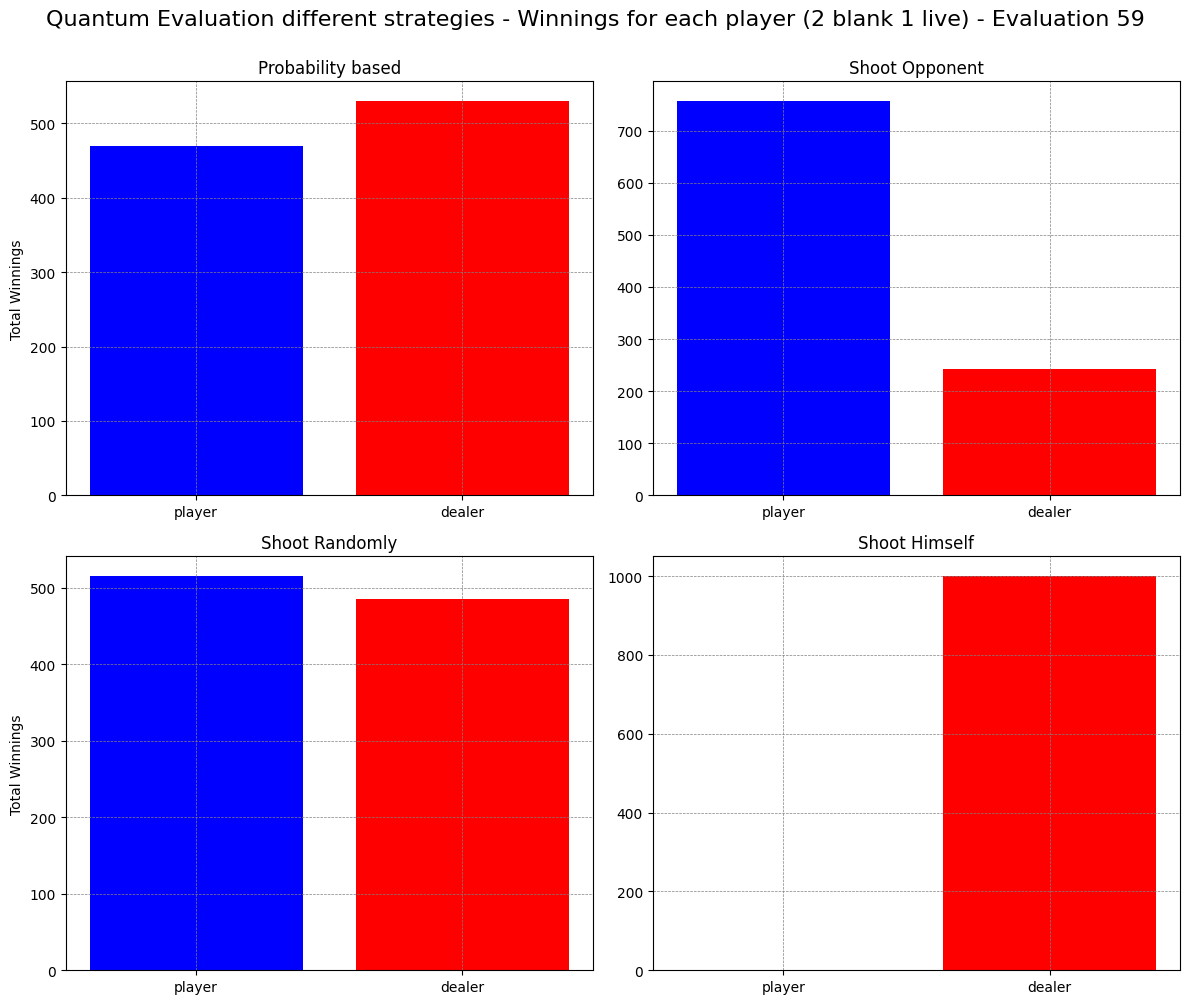 Quantum Evaluation different strategies - Winnings for each player (2 blank 1 live) - Evaluation 59
Probability based
Total Winnings
500
400
300
200
100
0
player dealer
Shoot Opponent
700
600
500
400
300
200
100
0
player dealer
Shoot Randomly
Total Winnings
500
400
300
200
100
0
player dealer
Shoot Himself
1000
800
600
400
200
0
player dealer